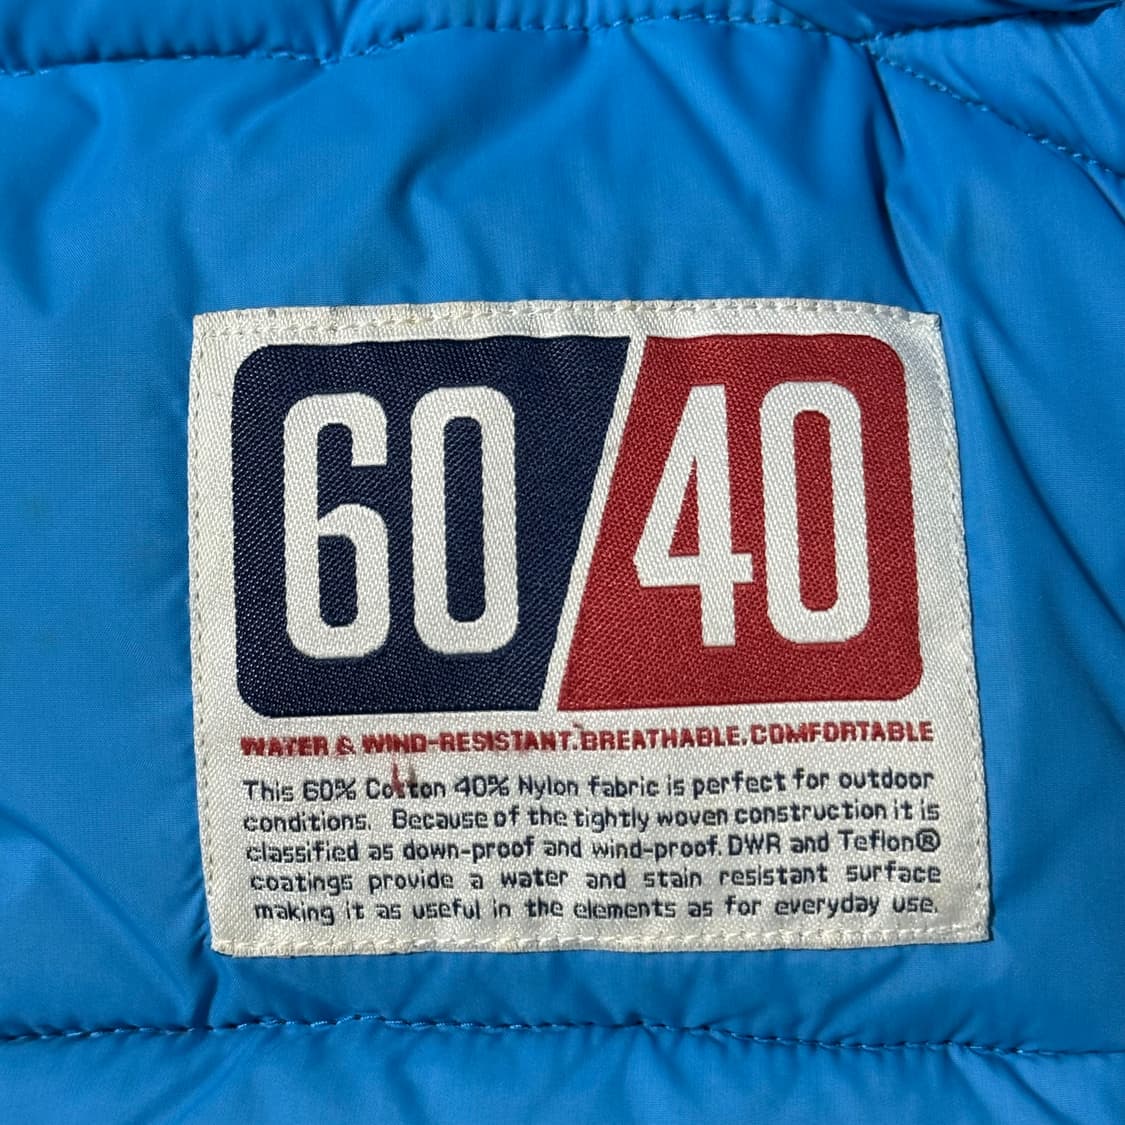 60/40
WATER & WIND-RESISTANT.BREATHABLE.COMFORTABLE
This 60% Cotton 40% Nylon fabric is perfect for outdoor
conditions. Because of the tightly woven construction it is
classified as down-proof and wind-proof. DWR and Teflon®
coatings provide a water and stain resistant surface
making it as useful in the elements as for everyday use.